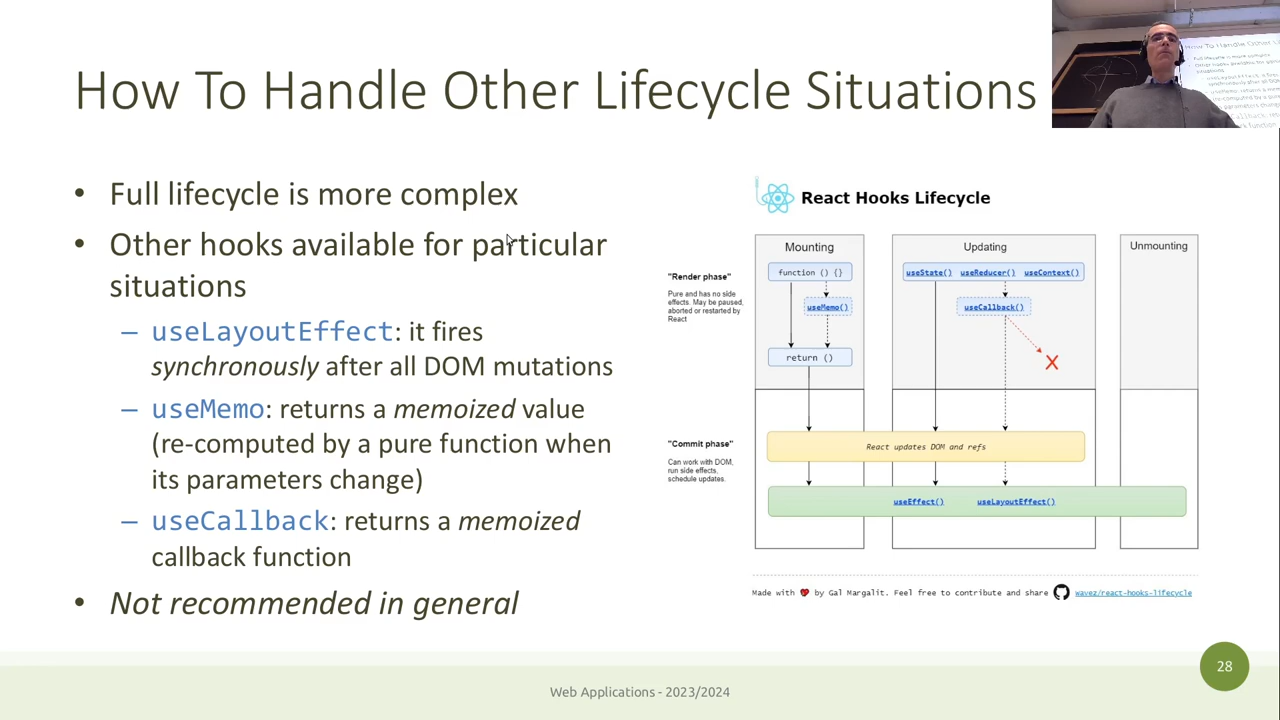 How To Handle Other Lifecycle Situations
• Full lifecycle is more complex
• Other hooks available for particular
situations
– useLayoutEffect: it fires
synchronously after all DOM mutations
– useMemo: returns a memoized value
(re-computed by a pure function when
its parameters change)
– useCallback: returns a memoized
callback function
• Not recommended in general
React Hooks Lifecycle
Mounting
Updating
Unmounting
"Render phase"
Pure and has no side
effects. May be paused,
aborted or restarted by
React
function () {}
useMemo()
return ()
useState() useReducer() useContext()
useCallback()
X
"Commit phase"
Can work with DOM,
run side effects,
schedule updates.
React updates DOM and refs
useEffect() useLayoutEffect()
Made with ❤ by Gal Margalit. Feel free to contribute and share wavez/react-hooks-lifecycle
28
Web Applications - 2023/2024